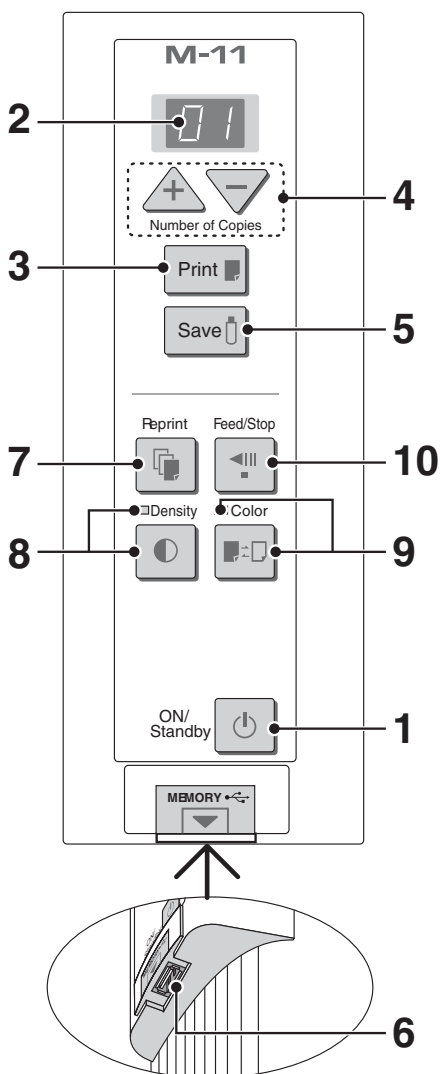 M-11
2
01
4
Number of Copies
3
Print
Save
5
Reprint
Feed/Stop
7
10
Density
Color
8
9
ON/
Standby
1
MEMORY
6